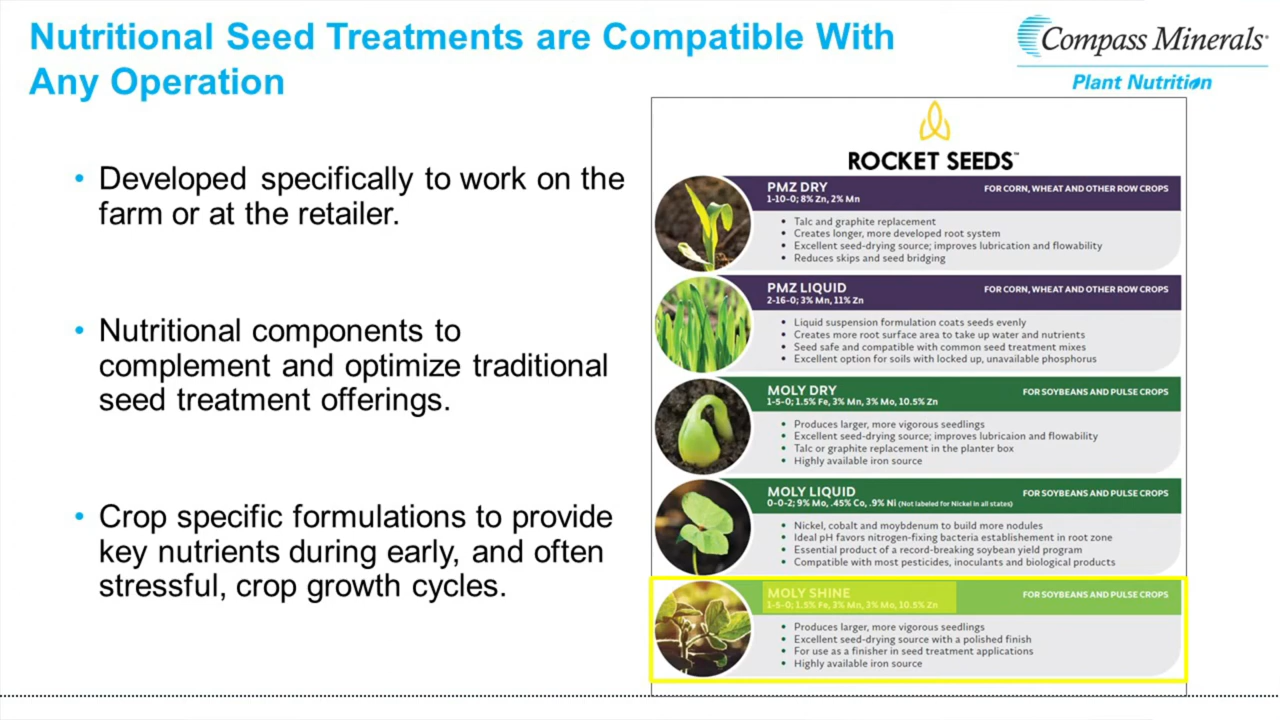 Nutritional Seed Treatments are Compatible With
Any Operation
Compass Minerals
Plant Nutrition
• Developed specifically to work on the
farm or at the retailer.
• Nutritional components to
complement and optimize traditional
seed treatment offerings.
• Crop specific formulations to provide
key nutrients during early, and often
stressful, crop growth cycles.
ROCKET SEEDS™
PMZ DRY
FOR CORN, WHEAT AND OTHER ROW CROPS
1-10-0; 8% Zn, 2% Mn
• Talc and graphite replacement
• Creates longer, more developed root system
• Excellent seed-drying source; improves lubrication and flowability
• Reduces skips and seed bridging
PMZ LIQUID
FOR CORN, WHEAT AND OTHER ROW CROPS
2-16-0; 3% Mn, 11% Zn
• Liquid suspension formulation coats seeds evenly
• Creates more root surface area to take up water and nutrients
• Seed safe and compatible with common seed treatment mixes
• Excellent option for soils with locked up, unavailable phosphorus
MOLY DRY
FOR SOYBEANS AND PULSE CROPS
1-5-0; 1.5% Fe, 3% Mn, 3% Mo, 10.5% Zn
• Produces larger, more vigorous seedlings
• Excellent seed-drying source; improves lubricaion and flowability
• Talc or graphite replacement in the planter box
• Highly available iron source
MOLY LIQUID
FOR SOYBEANS AND PULSE CROPS
0-0-2; 9% Mo, .45% Co, .9% Ni (Not labeled for Nickel in all states)
• Nickel, cobalt and moybdenum to build more nodules
• Ideal pH favors nitrogen-fixing bacteria establisement in root zone
• Essential product of a record-breaking soybean yield program
• Compatible with most pesticides, inoculants and biological products
MOLY SHINE
FOR SOYBEANS AND PULSE CROPS
1-5-0; 1.5% Fe, 3% Mn, 3% Mo, 10.5% Zn
• Produces larger, more vigorous seedlings
• Excellent seed-drying source with a polished finish
• For use as a finisher in seed treatment applications
• Highly available iron source